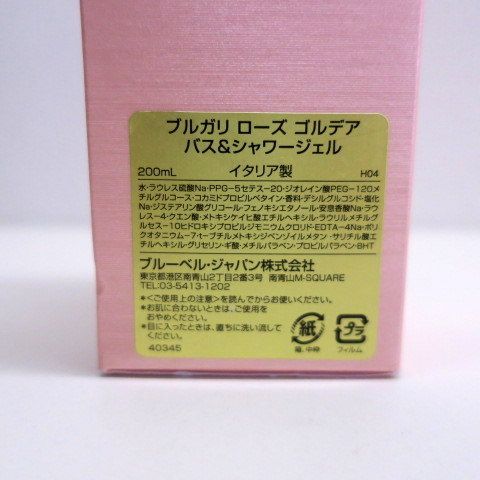 ブルガリ ローズ ゴルデア
バス&シャワージェル
200mL イタリア製 H04
水・ラウレス硫酸Na・PPG-5セテス-20・ジオレイン酸PEG-120メ
チルグルコース・コカミドプロピルベタイン・香料・デシルグルコシド・塩化
Na・ジステアリン酸グリコール・フェノキシエタノール・安息香酸Na・ラウ
レス-4・クエン酸・メトキシケイヒ酸エチルヘキシル・ラウリルメチルグ
ルセス-10ヒドロキシプロピルジモニウムクロリド・EDTA-4Na・ポリ
クオタニウム-7・t-ブチルメトキシジベンゾイルメタン・サリチル酸エ
チルヘキシル・グリセリン・ギ酸・メチルパラベン・プロピルパラベン・BHT
ブルーベル・ジャパン株式会社
東京都港区南青山2丁目2番3号 南青山M-SQUARE
TEL:03-5413-1202
*<ご使用上の注意>を読んでからお使いください。
*お肌に合わないときは、ご使用を
おやめください。
*目に入ったときは、直ちに洗い流して
ください。
40345
紙
箱、中枠
プラ
フィルム